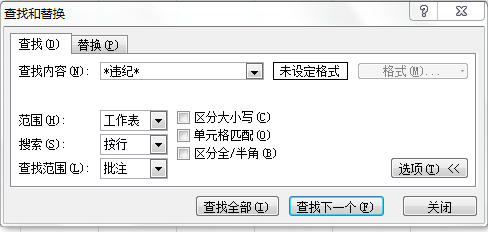 查找和替换
查找(D) 替换(P)
查找内容(N): *违纪* 未设定格式 格式(M)...
范围(H): 工作表 区分大小写(C)
搜索(S): 按行 单元格匹配(O)
查找范围(L): 批注 区分全/半角(B)
选项(T) <<
查找全部(I) 查找下一个(F) 关闭